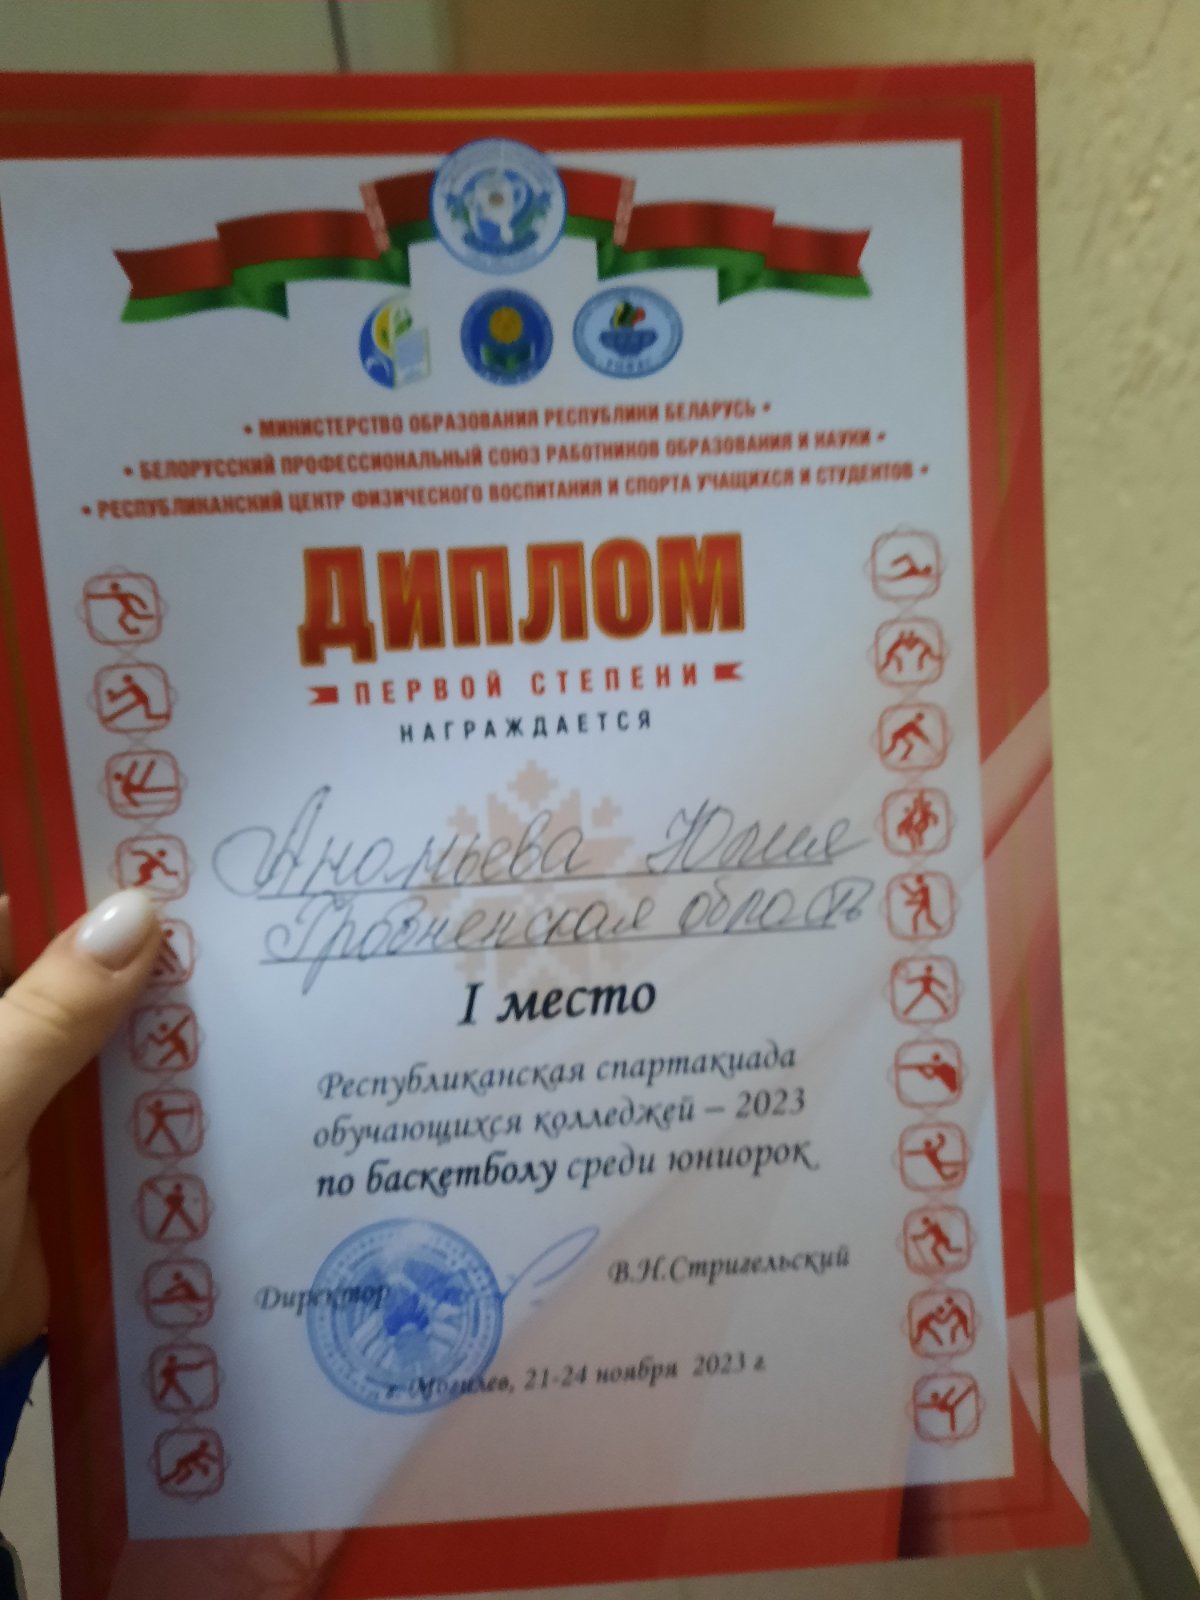 • МИНИСТЕРСТВО ОБРАЗОВАНИЯ РЕСПУБЛИКИ БЕЛАРУСЬ •
• БЕЛОРУССКИЙ ПРОФЕССИОНАЛЬНЫЙ СОЮЗ РАБОТНИКОВ ОБРАЗОВАНИЯ И НАУКИ •
• РЕСПУБЛИКАНСКИЙ ЦЕНТР ФИЗИЧЕСКОГО ВОСПИТАНИЯ И СПОРТА УЧАЩИХСЯ И СТУДЕНТОВ •
ДИПЛОМ
ПЕРВОЙ СТЕПЕНИ
НАГРАЖДАЕТСЯ
Ананьева Юлия
Гродненская область
I место
Республиканская спартакиада
обучающихся колледжей – 2023
по баскетболу среди юниорок
Директор В.Н.Стригельский
г. Могилев, 21-24 ноября 2023 г.